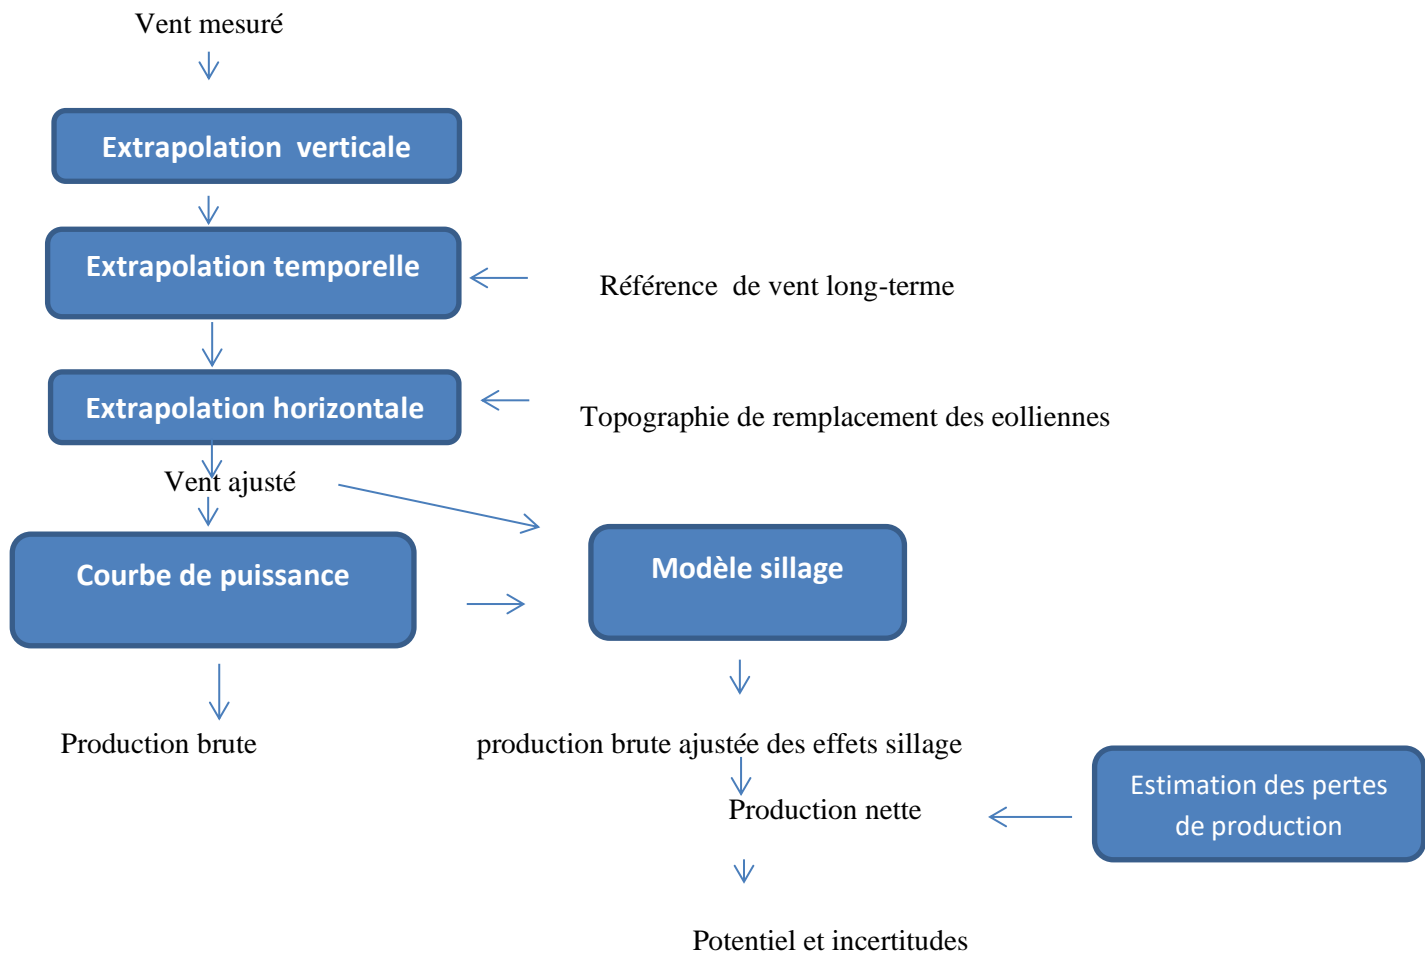 Vent mesuré
Extrapolation verticale
Extrapolation temporelle
Référence de vent long-terme
Extrapolation horizontale
Topographie de remplacement des eolliennes
Vent ajusté
Courbe de puissance
Modèle sillage
Production brute
production brute ajustée des effets sillage
Estimation des pertes
de production
Production nette
Potentiel et incertitudes